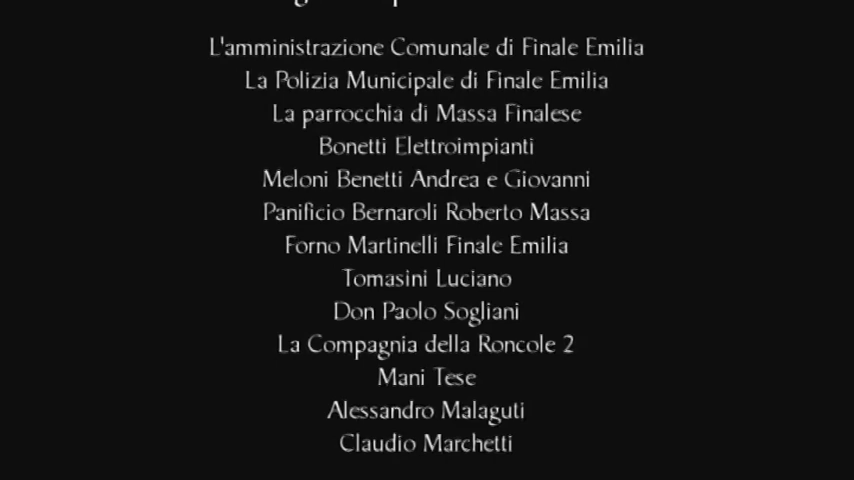 L'amministrazione Comunale di Finale Emilia
La Polizia Municipale di Finale Emilia
La parrocchia di Massa Finalese
Bonetti Elettroimpianti
Meloni Benetti Andrea e Giovanni
Panificio Bernaroli Roberto Massa
Forno Martinelli Finale Emilia
Tomasini Luciano
Don Paolo Sogliani
La Compagnia della Roncole 2
Mani Tese
Alessandro Malaguti
Claudio Marchetti